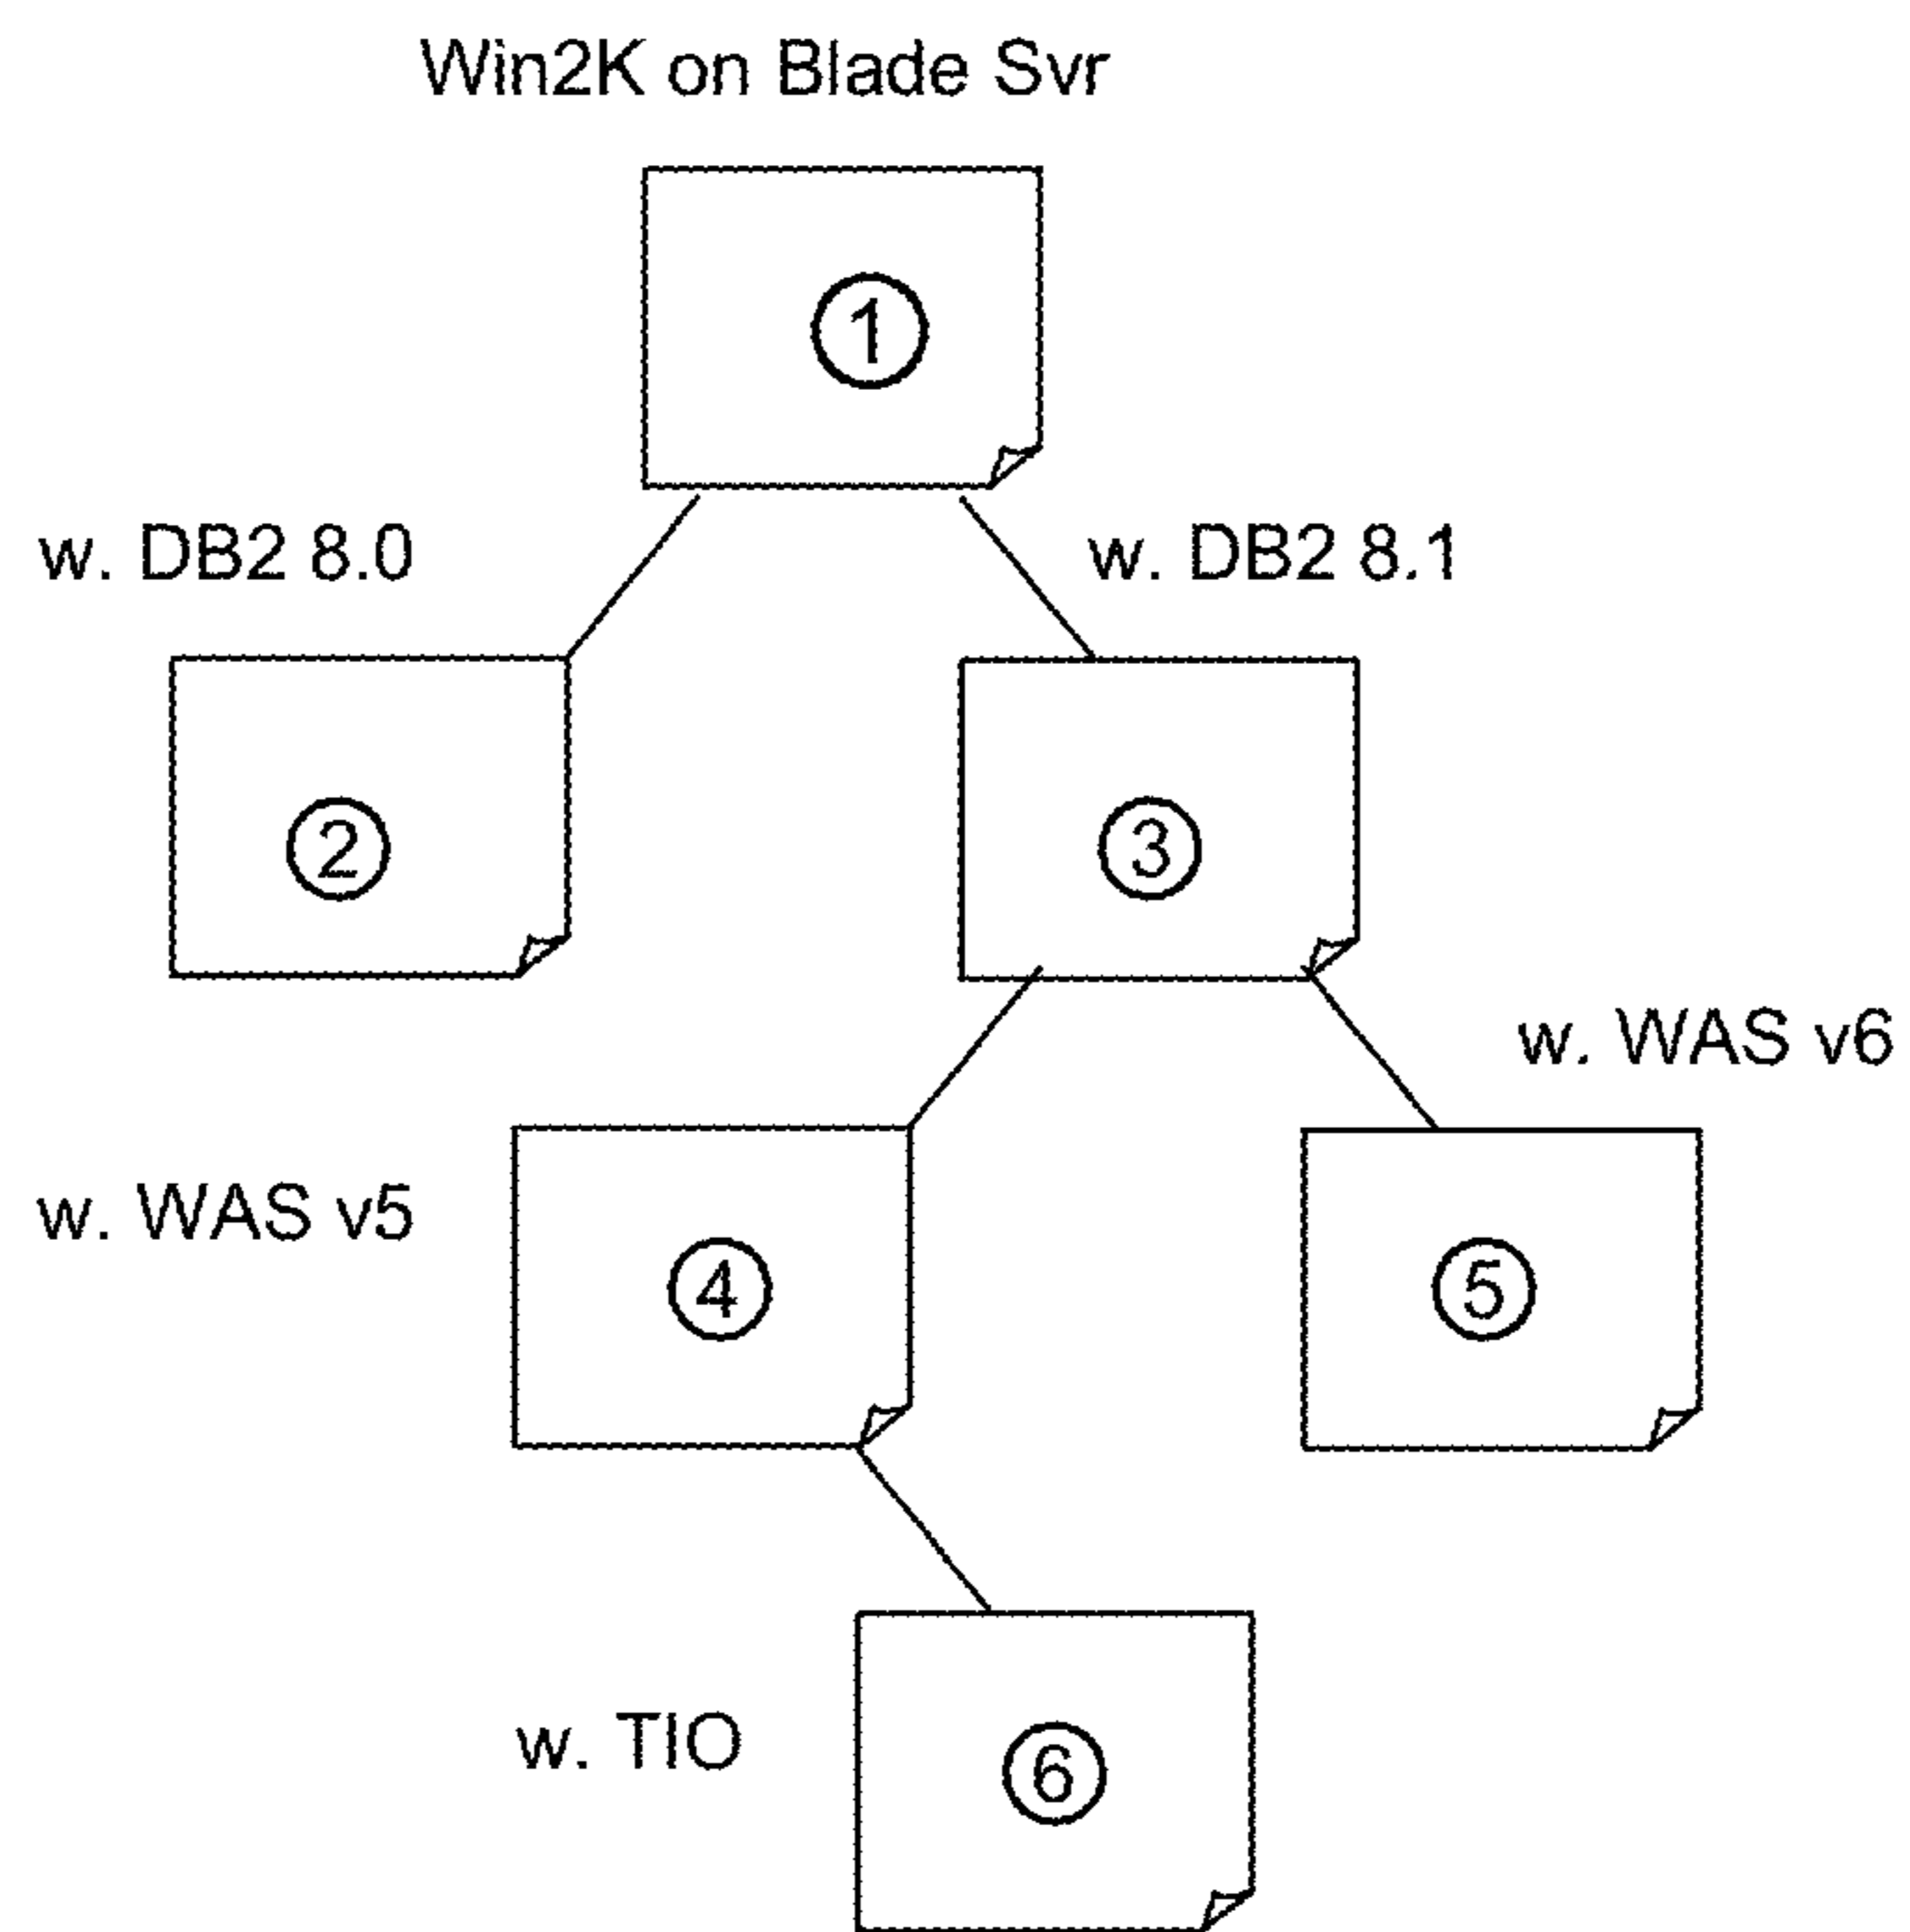 Win2K on Blade Svr
1
w. DB2 8.0
w. DB2 8.1
2
3
w. WAS v6
w. WAS v5
4
5
w. TIO
6